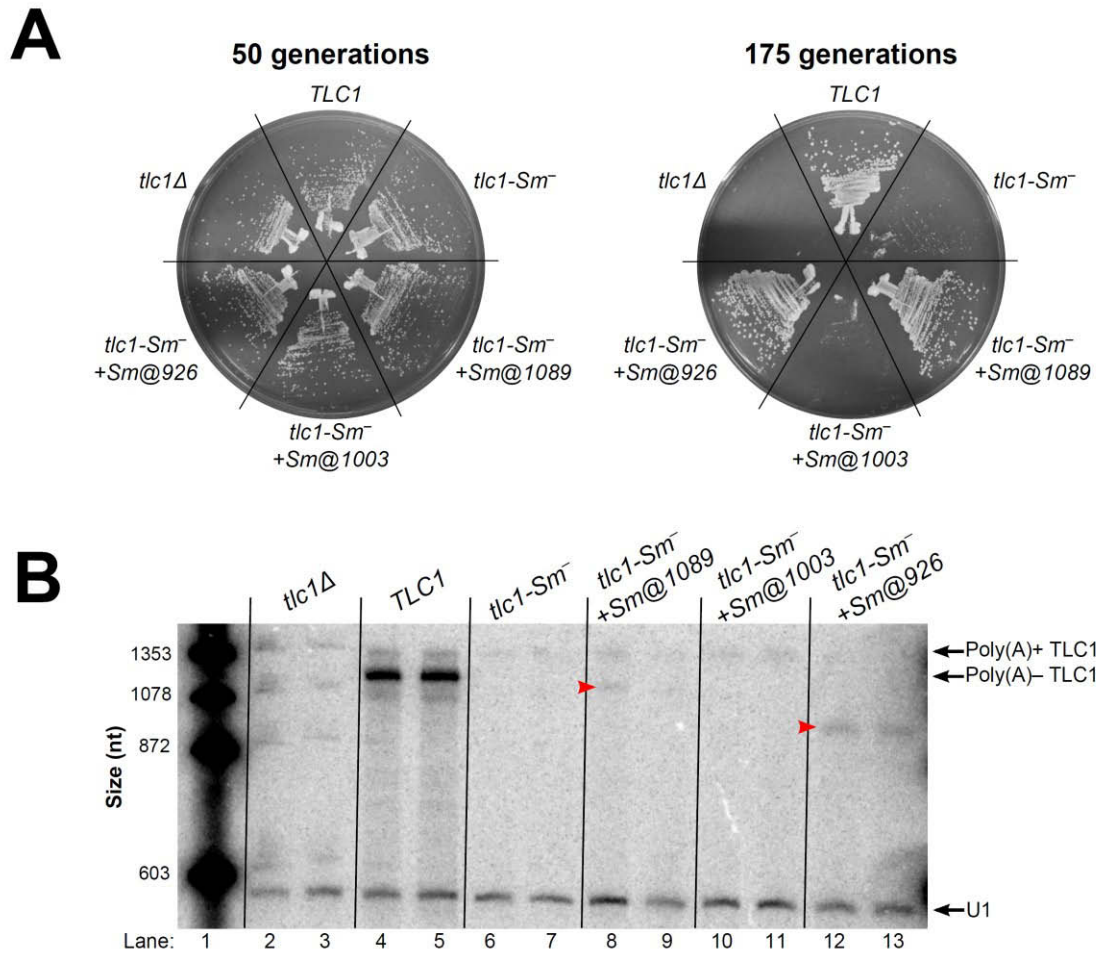 A
50 generations
175 generations
TLC1
tlc1Δ
tlc1-Sm⁻
tlc1-Sm⁻
+Sm@926
tlc1-Sm⁻
+Sm@1003
tlc1-Sm⁻
+Sm@1089
TLC1
tlc1Δ
tlc1-Sm⁻
tlc1-Sm⁻
+Sm@926
tlc1-Sm⁻
+Sm@1003
tlc1-Sm⁻
+Sm@1089
B
tlc1Δ
TLC1
tlc1-Sm⁻
tlc1-Sm⁻
+Sm@1089
tlc1-Sm⁻
+Sm@1003
tlc1-Sm⁻
+Sm@926
Size (nt)
1353
1078
872
603
Poly(A)+ TLC1
Poly(A)– TLC1
U1
Lane: 1 2 3 4 5 6 7 8 9 10 11 12 13